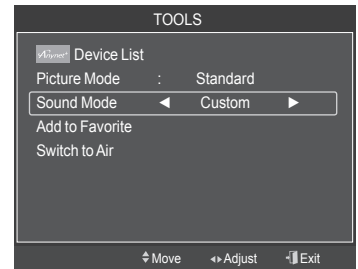 TOOLS
Anynet+ Device List
Picture Mode : Standard
Sound Mode ◄ Custom ►
Add to Favorite
Switch to Air
Move Adjust Exit